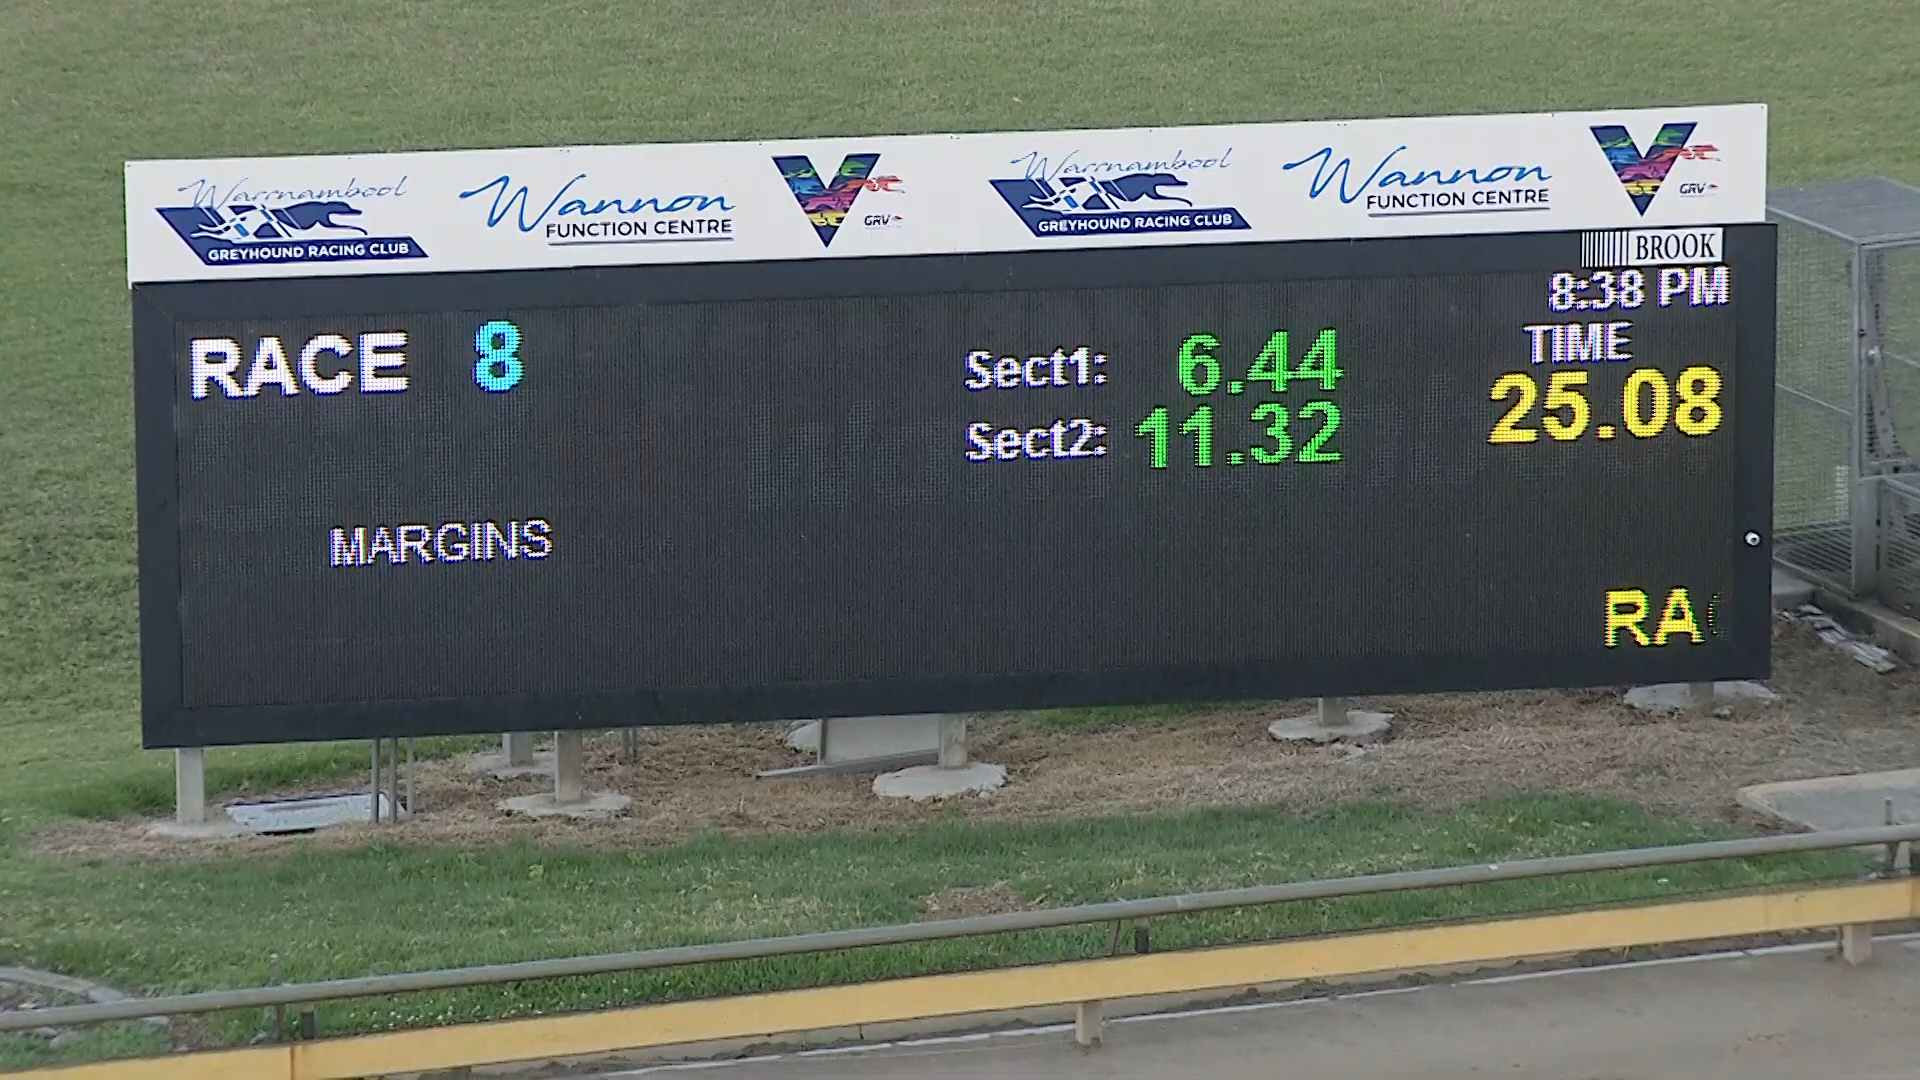 Warrnambool
GREYHOUND RACING CLUB
Wannon
FUNCTION CENTRE
GRV
Warrnambool
GREYHOUND RACING CLUB
Wannon
FUNCTION CENTRE
GRV
BROOK
8:38 PM
RACE 8
Sect1: 6.44
TIME
Sect2: 11.32
25.08
MARGINS
RA